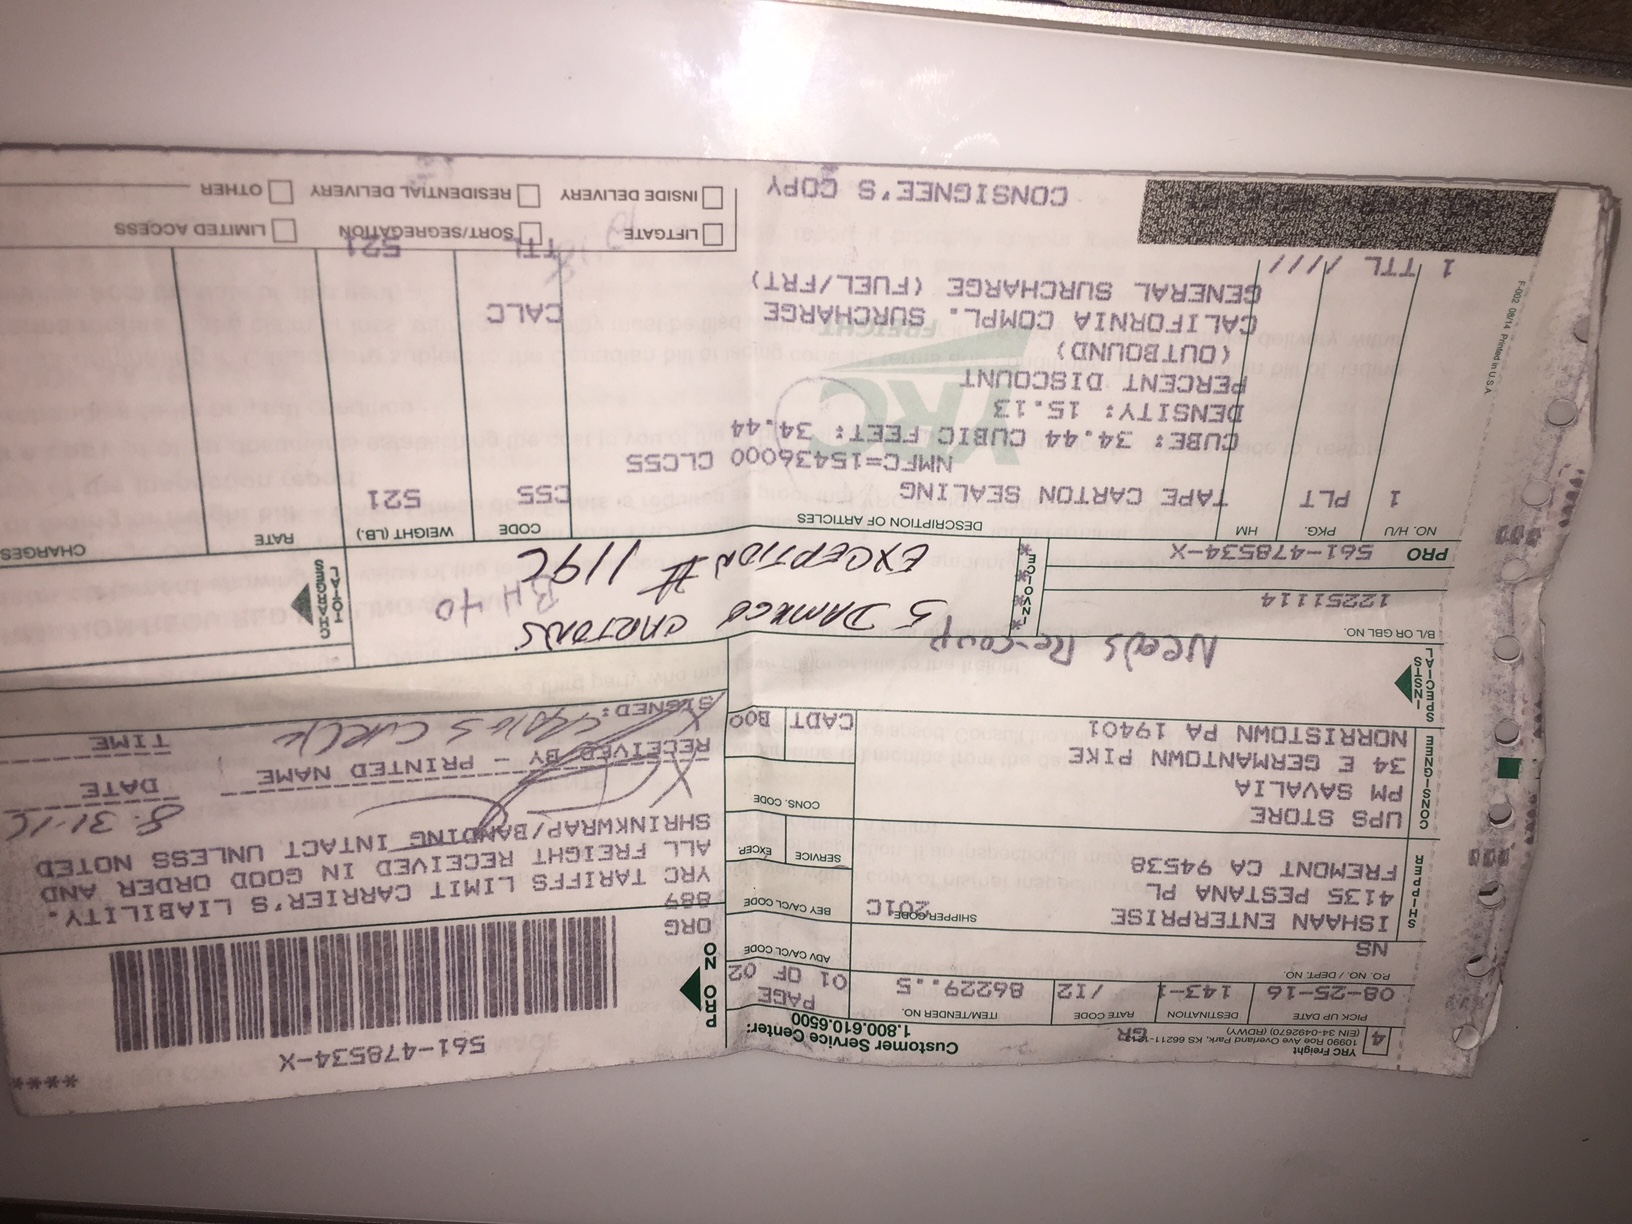 ****
561-478534-X
4
YRC Freight
10990 Roe Ave Overland Park, KS 66211-1213
(EIN 34-0492670) (RDWY)
GR
Customer Service Center:
1.800.610.6500
PICK UP DATE
DESTINATION
RATE CODE
ITEM/TENDER NO.
08-25-16
143-1
/I2
86229..5
PAGE
01 OF 02
PRO NO
P.O. NO. / DEPT. NO.
NS
ADV CA/CL CODE
SHIPPER
ISHAAN ENTERPRISE
4135 PESTANA PL
FREMONT CA 94538
SHIPPER CODE
201C
BEY CA/CL CODE
SERVICE
EXCEP.
ORG
889
YRC TARIFFS LIMIT CARRIER'S LIABILITY.
ALL FREIGHT RECEIVED IN GOOD ORDER AND
SHRINKWRAP/BANDING INTACT UNLESS NOTED
CONSIGNEE
UPS STORE
PM SAVALIA
34 E GERMANTOWN PIKE
NORRISTOWN PA 19401
CONS. CODE
CADT
B00
X
8-31-16
RECEIVED BY - PRINTED NAME
DATE
X
SIGNED:
TIME
SPECIAL INSTS
Needs Re-coup
B/L OR GBL NO.
12251114
INVOICE
****
5 DAMAGE CARTONS
BH 40
EXCEPTION # 119C
TOTAL CHARGES
PRO
561-478534-X
NO. H/U
PKG.
HM
DESCRIPTION OF ARTICLES
CODE
WEIGHT (LB.)
RATE
CHARGES
1 PLT TAPE CARTON SEALING C55 521
NMFC=15436000 CLC55
CUBE: 34.44 CUBIC FEET: 34.44
DENSITY: 15.13
PERCENT DISCOUNT
(OUTBOUND)
CALIFORNIA COMPL. SURCHARGE CALC
GENERAL SURCHARGE (FUEL/FRT)
YRC
FREIGHT
1 TTL ////
TTL 521
LIFTGATE
SORT/SEGREGATION
LIMITED ACCESS
INSIDE DELIVERY
RESIDENTIAL DELIVERY
OTHER
CONSIGNEE'S COPY
F-002 08/14 Printed in U.S.A